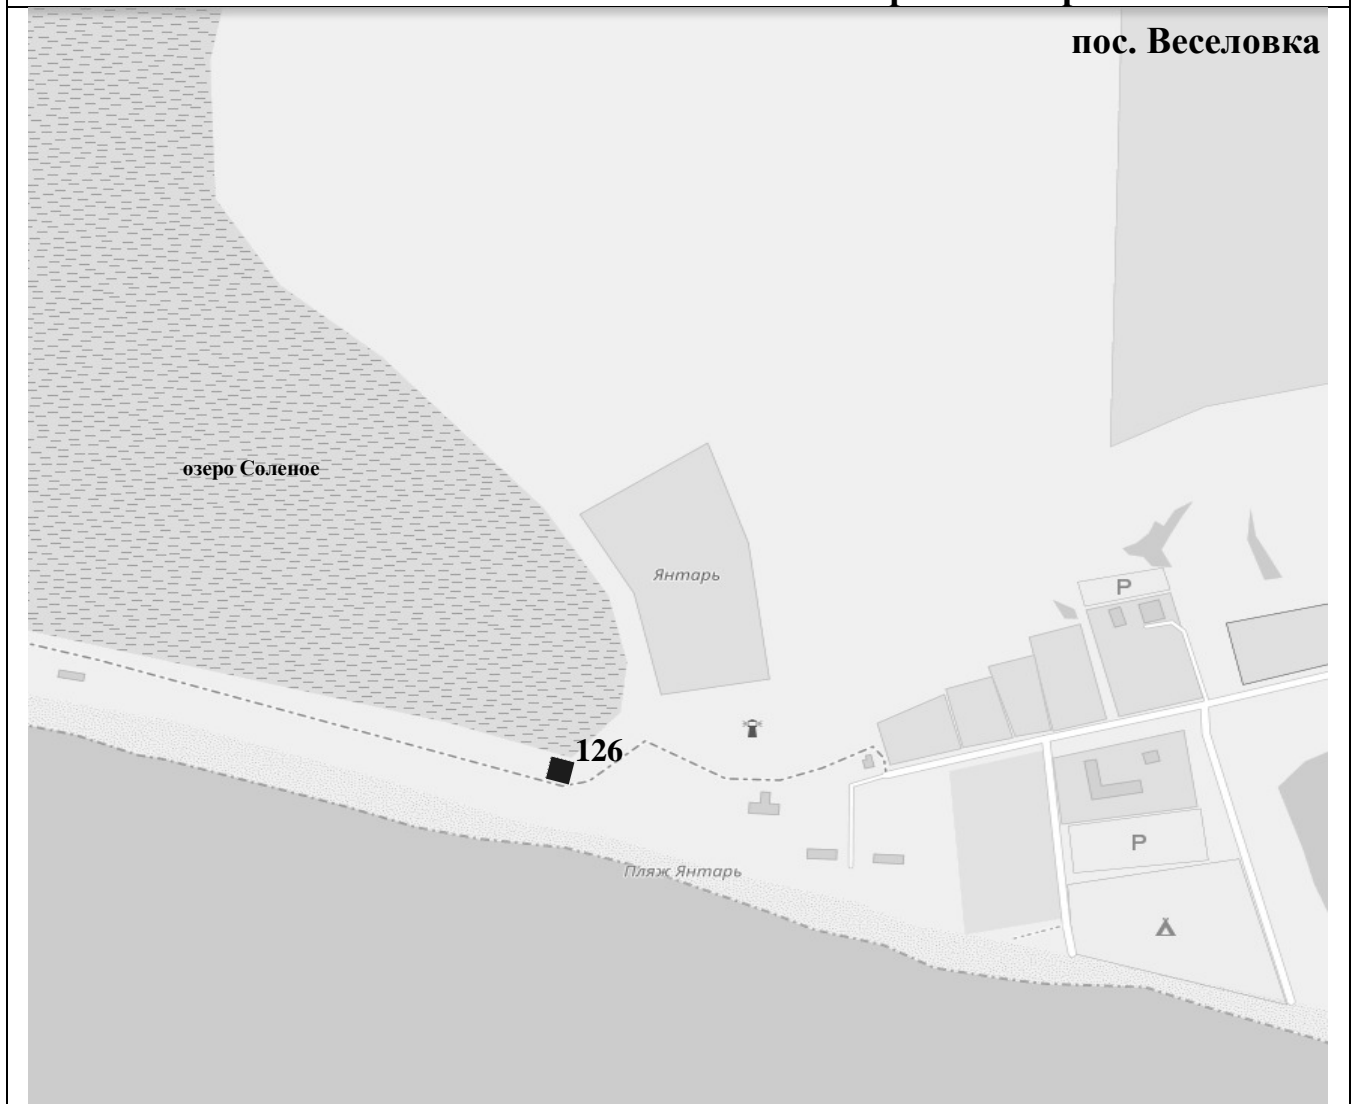 пос. Веселовка
озеро Соленое
Янтарь
P
126
P
Пляж Янтарь